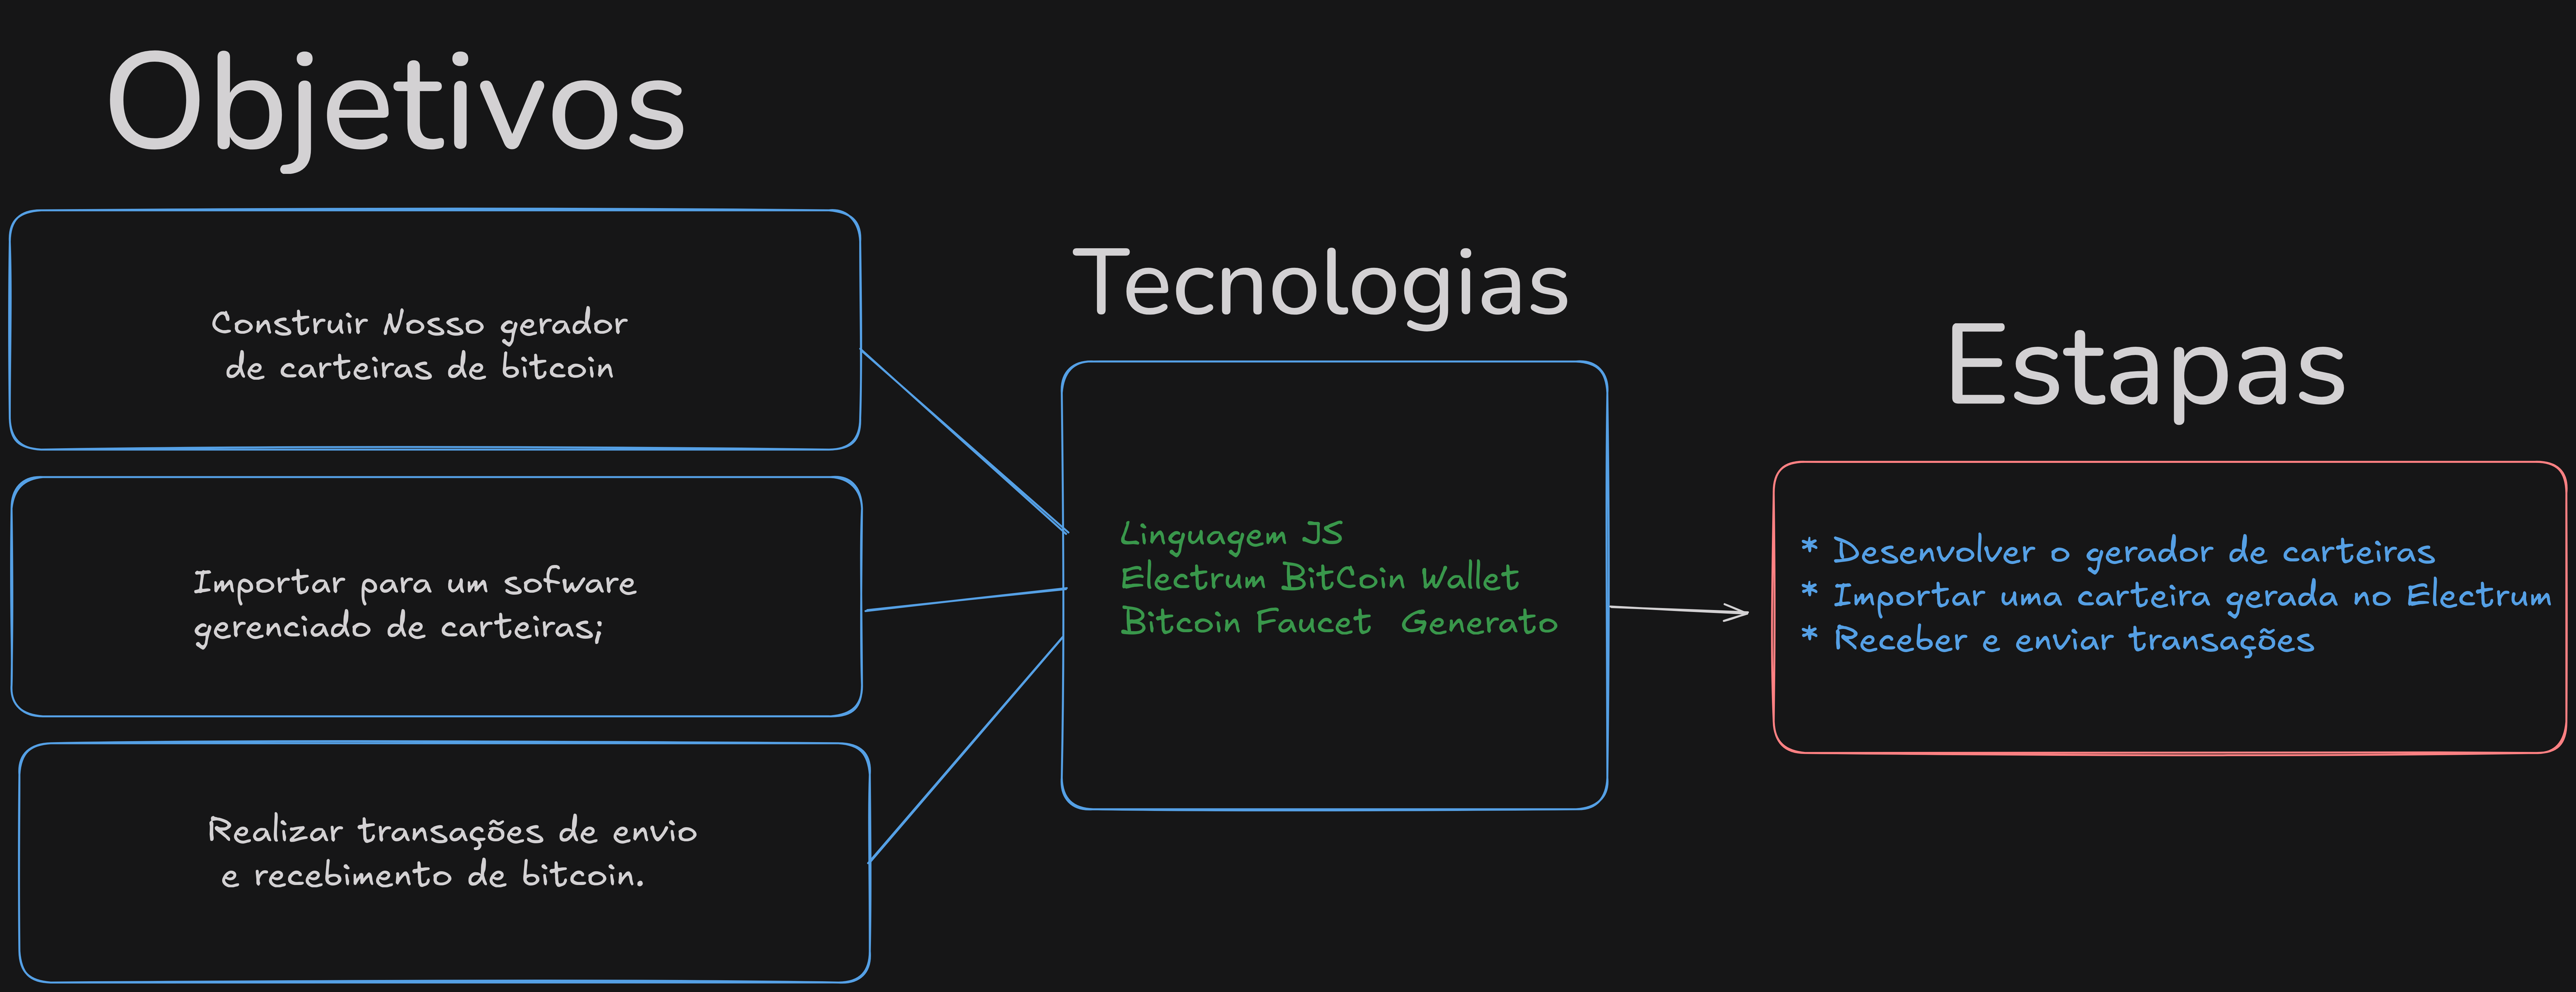 Objetivos
Construir Nosso gerador
de carteiras de bitcoin
Importar para um sofware
gerenciado de carteiras;
Realizar transações de envio
e recebimento de bitcoin.
Tecnologias
Linguagem JS
Electrum BitCoin Wallet
Bitcoin Faucet Generato
Estapas
* Desenvolver o gerador de carteiras
* Importar uma carteira gerada no Electrum
* Receber e enviar transações